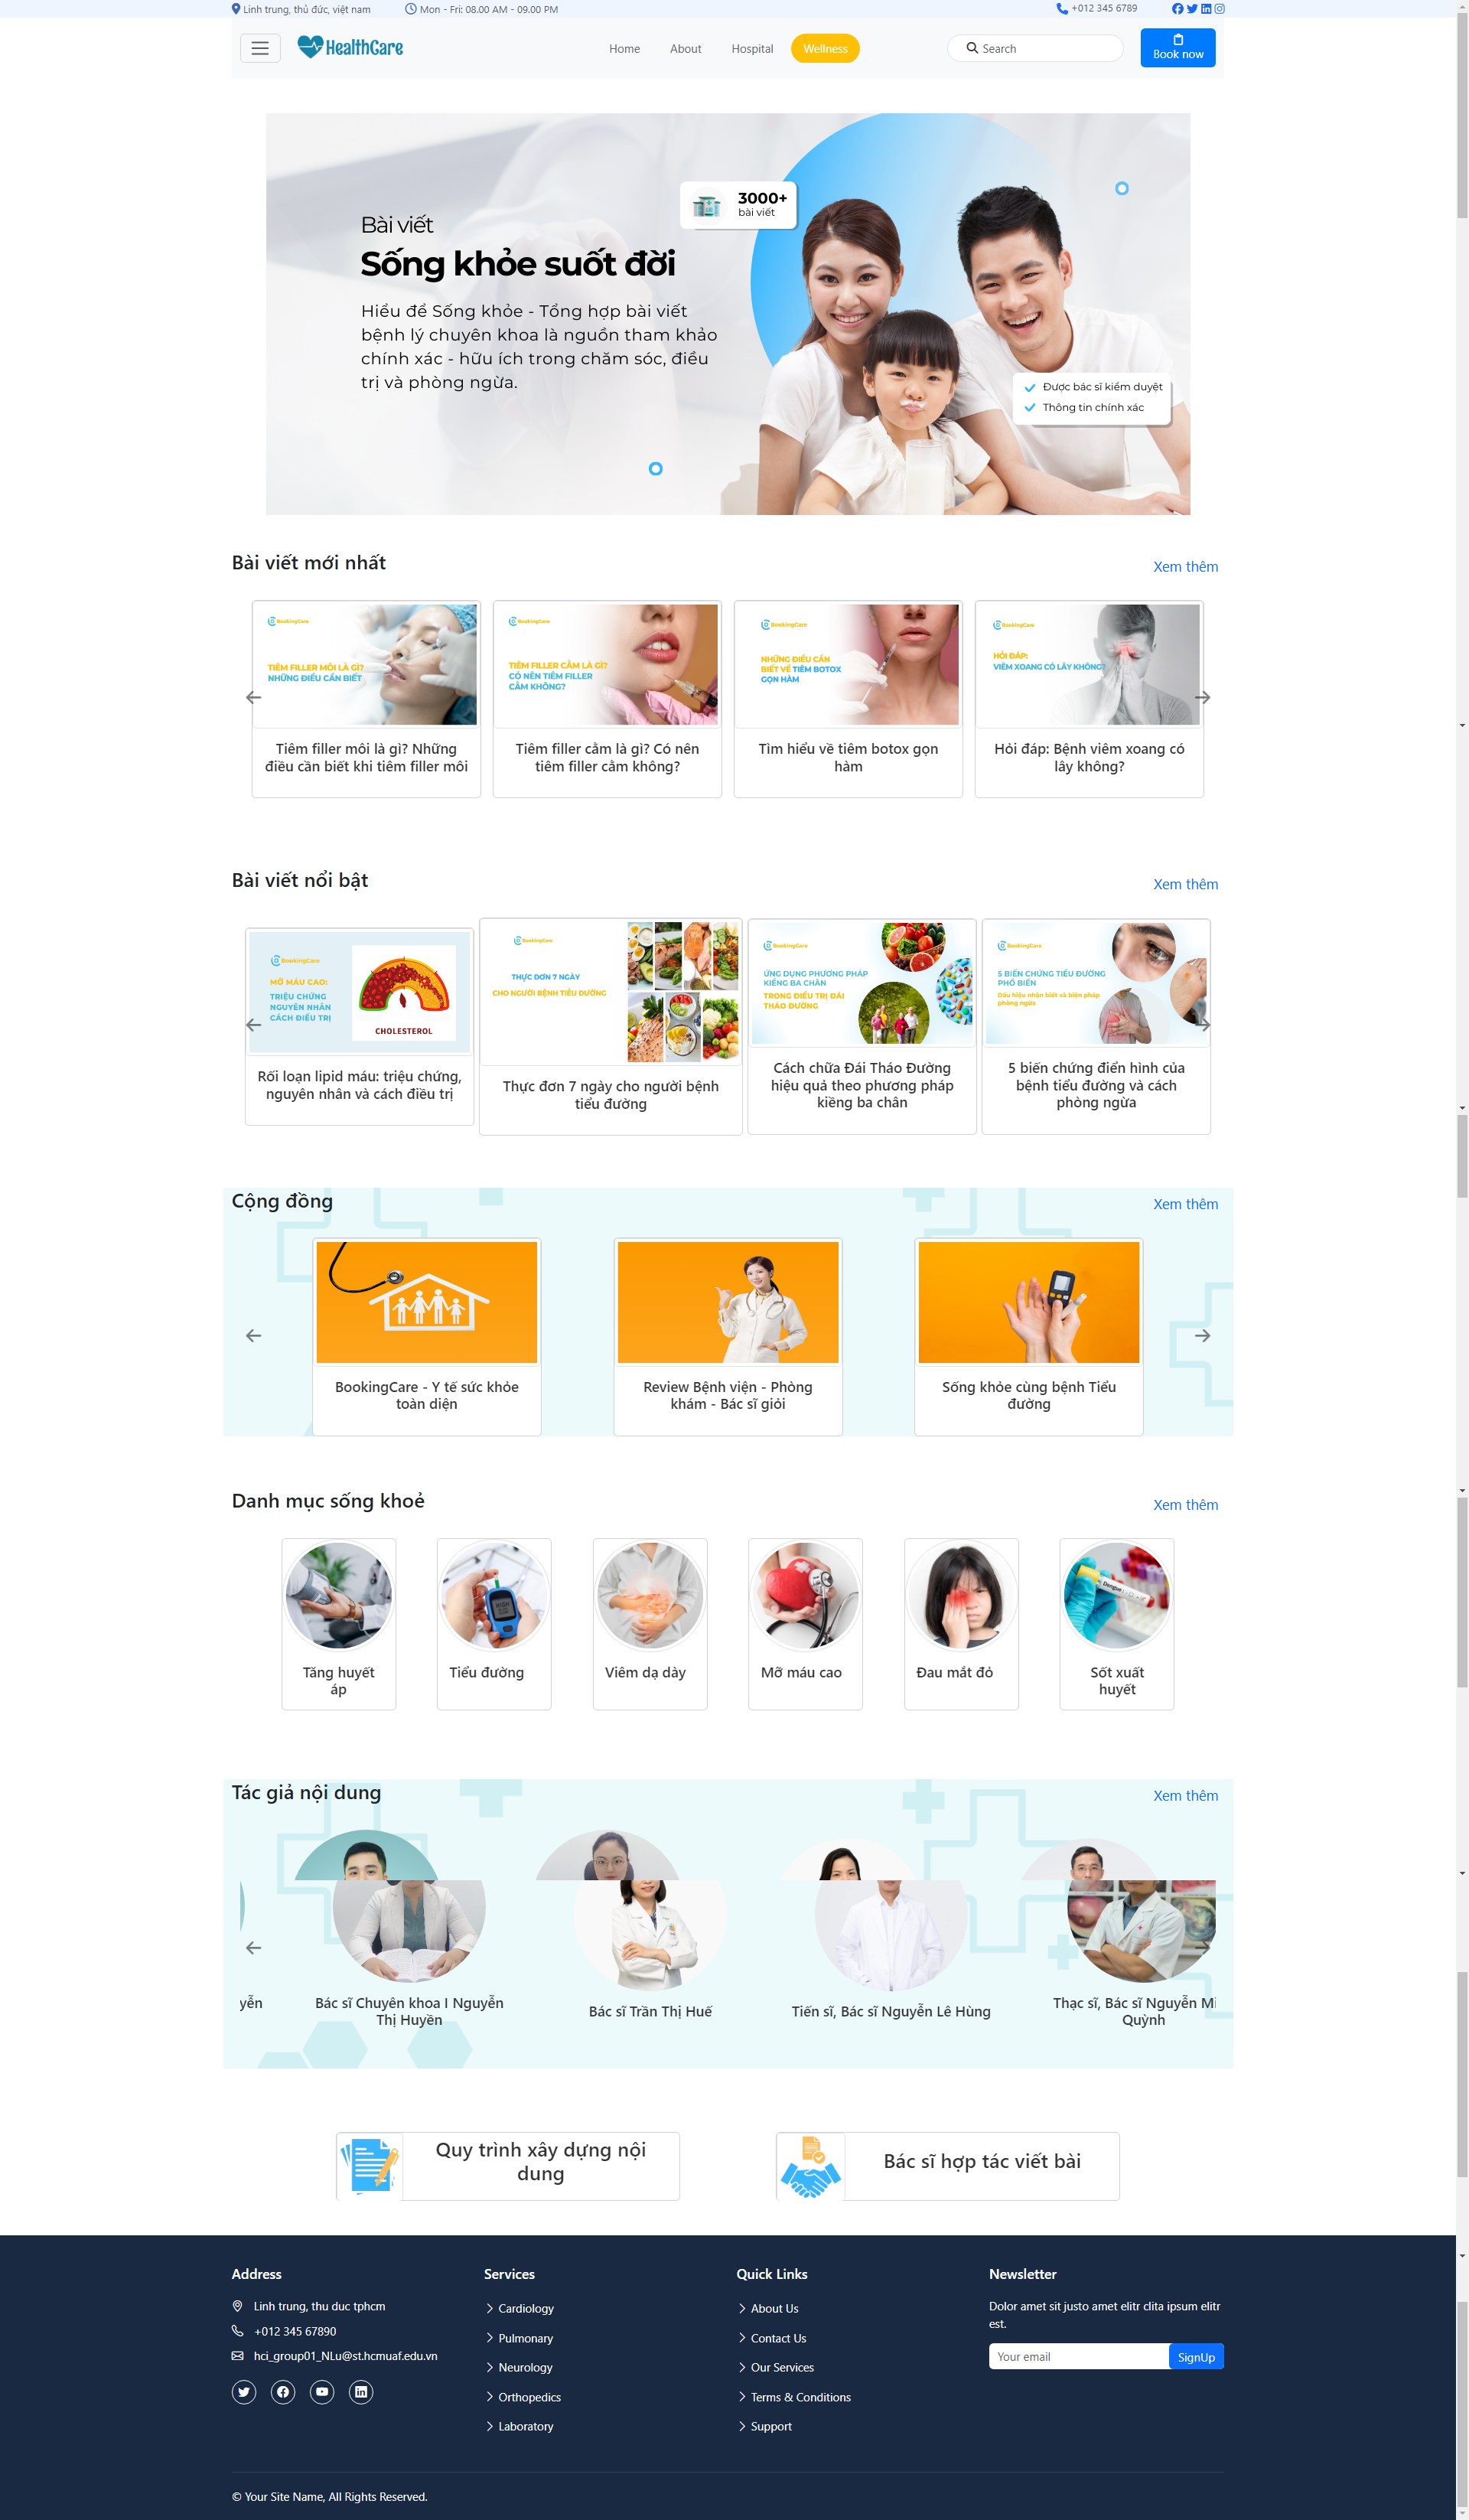 Linh trung, thủ đức, việt nam
Mon - Fri: 08.00 AM - 09.00 PM
+012 345 6789
HealthCare
Home
About
Hospital
Wellness
Search
Book now
3000+
bài viết
Bài viết
Sống khỏe suốt đời
Hiểu để Sống khỏe - Tổng hợp bài viết
bệnh lý chuyên khoa là nguồn tham khảo
chính xác - hữu ích trong chăm sóc, điều
trị và phòng ngừa.
Được bác sĩ kiểm duyệt
Thông tin chính xác
Bài viết mới nhất
Xem thêm
BookingCare
TIÊM FILLER MÔI LÀ GÌ?
NHỮNG ĐIỀU CẦN BIẾT
Tiêm filler môi là gì? Những
điều cần biết khi tiêm filler môi
BookingCare
TIÊM FILLER CẰM LÀ GÌ?
CÓ NÊN TIÊM FILLER
CẰM KHÔNG?
Tiêm filler cằm là gì? Có nên
tiêm filler cằm không?
BookingCare
NHỮNG ĐIỀU CẦN
BIẾT VỀ TIÊM BOTOX
GỌN HÀM
Tìm hiểu về tiêm botox gọn
hàm
BookingCare
HỎI ĐÁP:
VIÊM XOANG CÓ LÂY KHÔNG?
Hỏi đáp: Bệnh viêm xoang có
lây không?
Bài viết nổi bật
Xem thêm
BookingCare
MỠ MÁU CAO:
TRIỆU CHỨNG
NGUYÊN NHÂN
CÁCH ĐIỀU TRỊ
CHOLESTEROL
Rối loạn lipid máu: triệu chứng,
nguyên nhân và cách điều trị
BookingCare
THỰC ĐƠN 7 NGÀY
CHO NGƯỜI BỆNH TIỂU ĐƯỜNG
Thực đơn 7 ngày cho người bệnh
tiểu đường
BookingCare
ỨNG DỤNG PHƯƠNG PHÁP
KIỀNG BA CHÂN
TRONG ĐIỀU TRỊ ĐÁI
THÁO ĐƯỜNG
Cách chữa Đái Tháo Đường
hiệu quả theo phương pháp
kiềng ba chân
BookingCare
5 BIẾN CHỨNG TIỂU ĐƯỜNG
PHỔ BIẾN
Dấu hiệu nhận biết và biện pháp
phòng ngừa
5 biến chứng điển hình của
bệnh tiểu đường và cách
phòng ngừa
Cộng đồng
Xem thêm
BookingCare - Y tế sức khỏe
toàn diện
Review Bệnh viện - Phòng
khám - Bác sĩ giỏi
Sống khỏe cùng bệnh Tiểu
đường
Danh mục sống khoẻ
Xem thêm
Tăng huyết
áp
Tiểu đường
Viêm dạ dày
Mỡ máu cao
Đau mắt đỏ
Sốt xuất
huyết
Tác giả nội dung
Xem thêm
yễn
Bác sĩ Chuyên khoa I Nguyễn
Thị Huyền
Bác sĩ Trần Thị Huế
Tiến sĩ, Bác sĩ Nguyễn Lê Hùng
Thạc sĩ, Bác sĩ Nguyễn Mi
Quỳnh
Quy trình xây dựng nội
dung
Bác sĩ hợp tác viết bài
Address
Linh trung, thu duc tphcm
+012 345 67890
hci_group01_NLu@st.hcmuaf.edu.vn
Services
Cardiology
Pulmonary
Neurology
Orthopedics
Laboratory
Quick Links
About Us
Contact Us
Our Services
Terms & Conditions
Support
Newsletter
Dolor amet sit justo amet elitr clita ipsum elitr
est.
Your email
SignUp
© Your Site Name, All Rights Reserved.